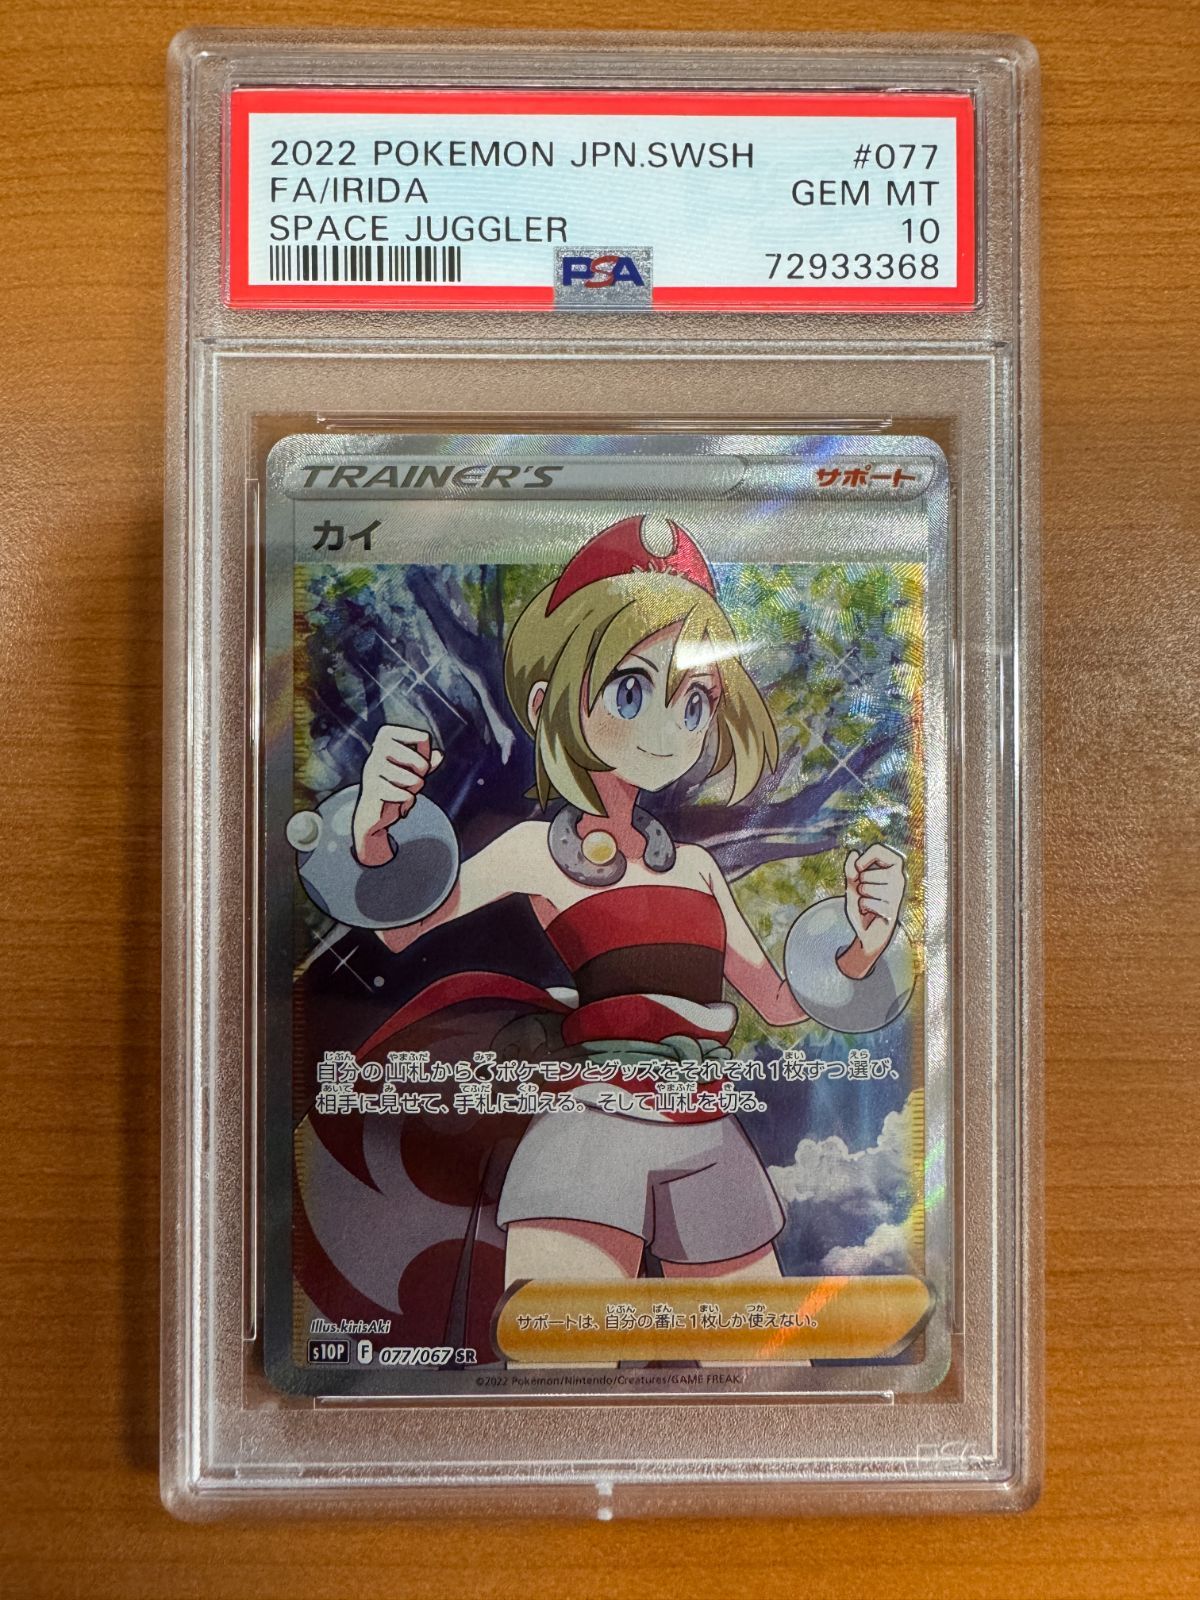 2022 POKEMON JPN.SWSH #077
FA/IRIDA GEM MT
SPACE JUGGLER 10
PSA 72933368
TRAINER'S サポート
カイ
自分の山札から ポケモンとグッズをそれぞれ1枚ずつ選び、
相手に見せて、手札に加える。そして山札を切る。
サポートは、自分の番に1枚しか使えない。
illus.kirisAki
s10P F 077/067 SR
©2022 Pokémon/Nintendo/Creatures/GAME FREAK.